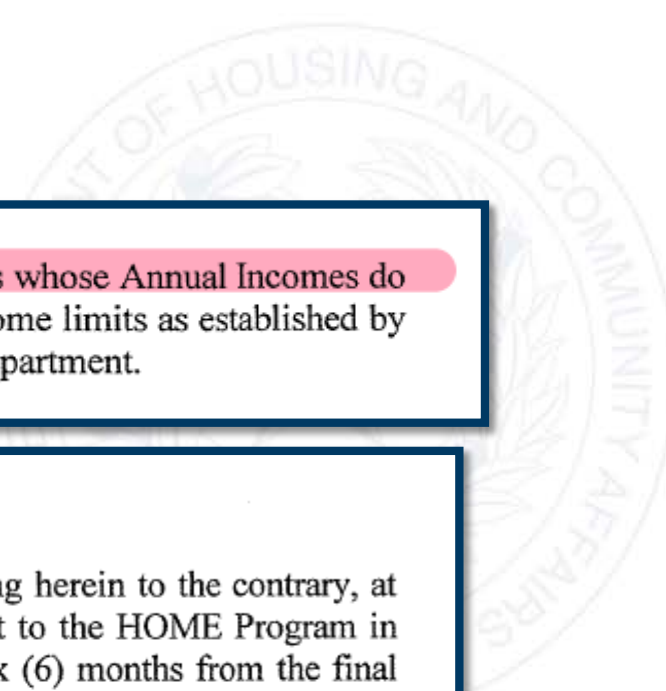 OF HOUSING AND COMMUNITY AFFAIRS
whose Annual Incomes do
ome limits as established by
partment.
g herein to the contrary, at
t to the HOME Program in
x (6) months from the final